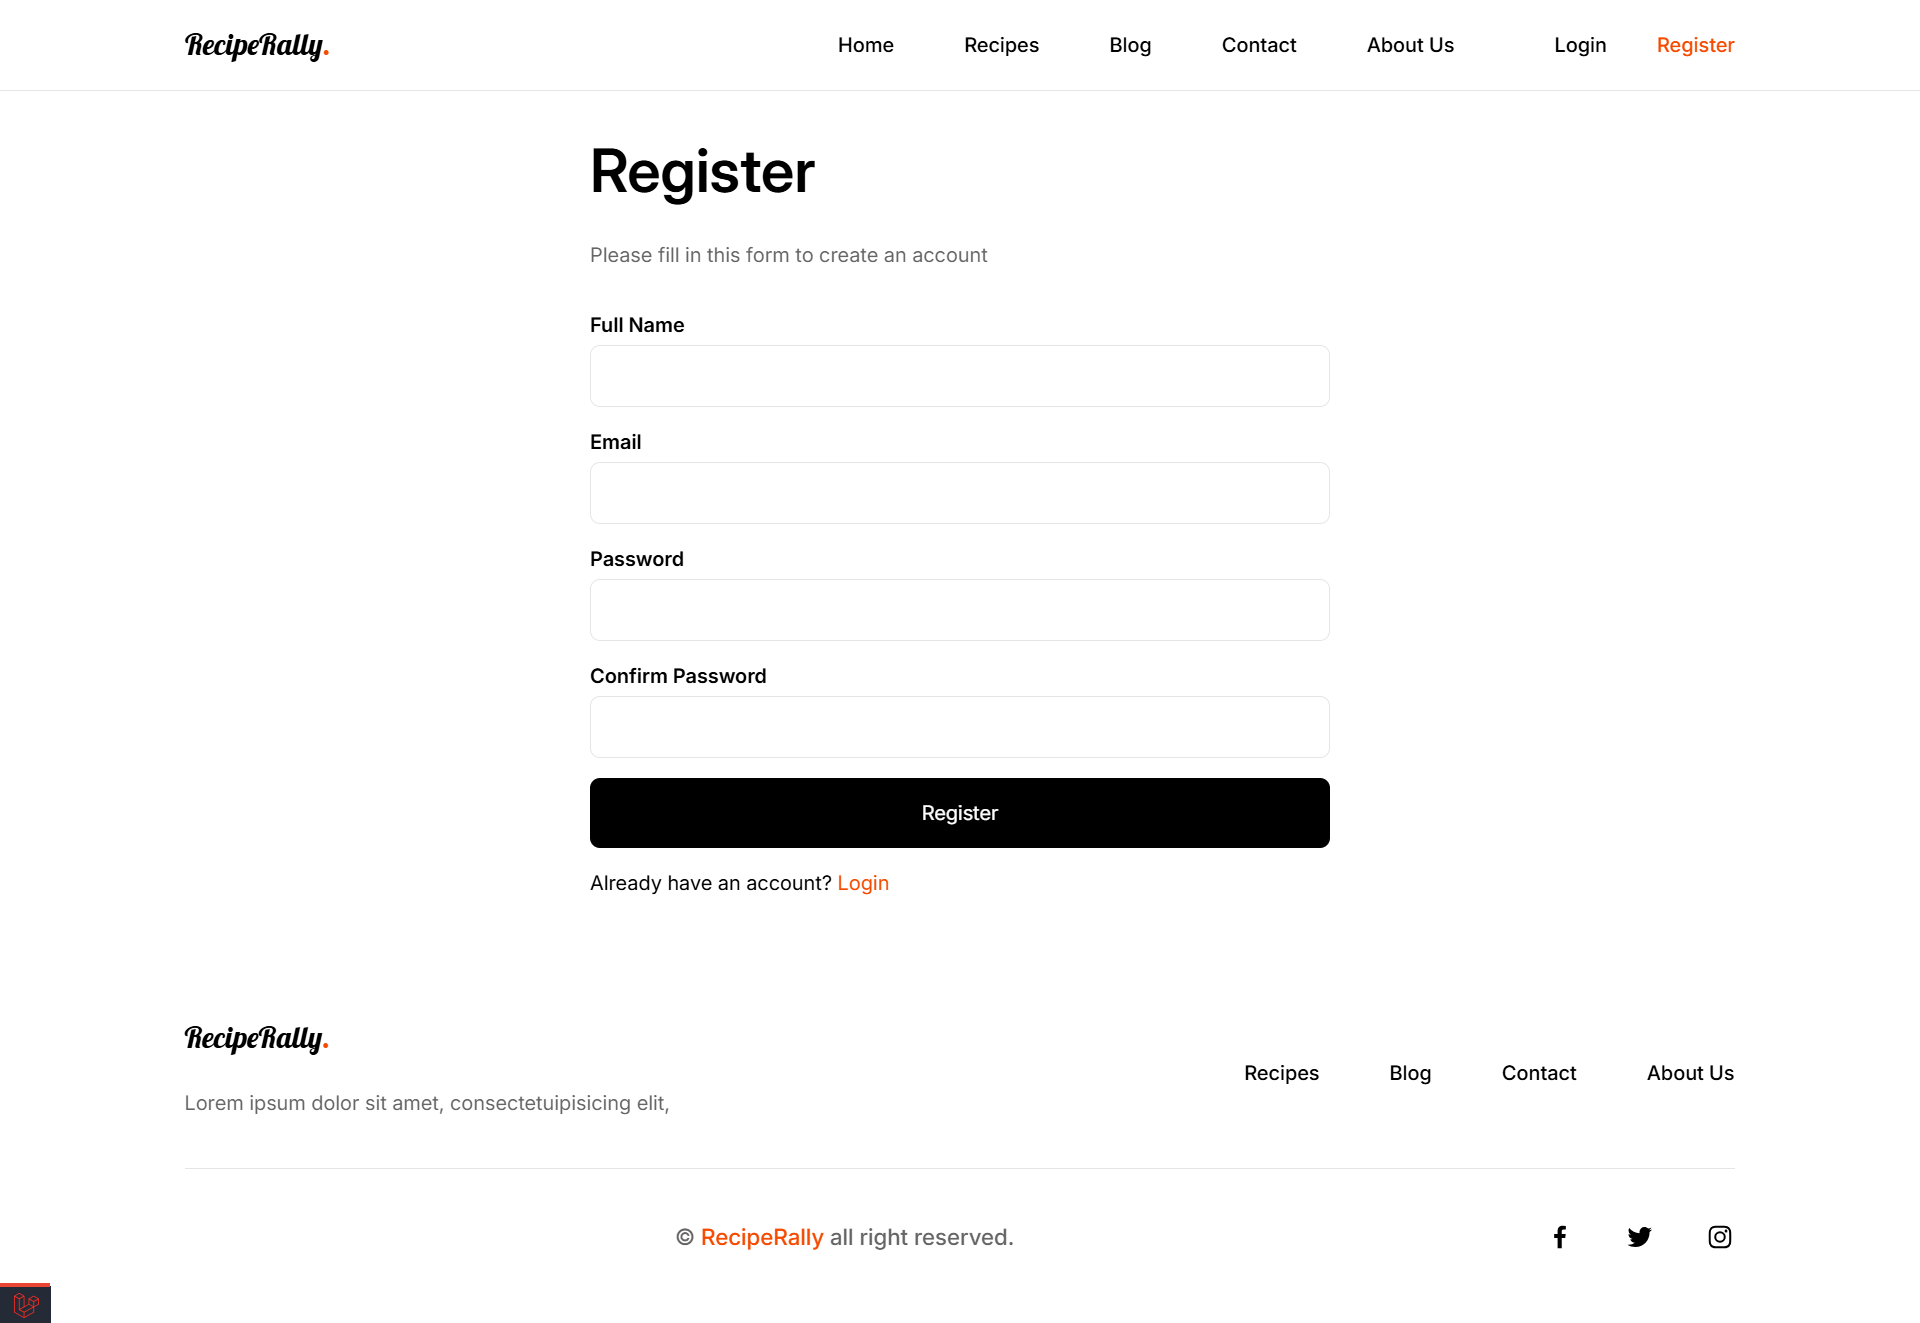 RecipeRally.
Home Recipes Blog Contact About Us Login Register
Register
Please fill in this form to create an account
Full Name
Email
Password
Confirm Password
Register
Already have an account? Login
RecipeRally.
Lorem ipsum dolor sit amet, consectetuipisicing elit,
Recipes Blog Contact About Us
© RecipeRally all right reserved.